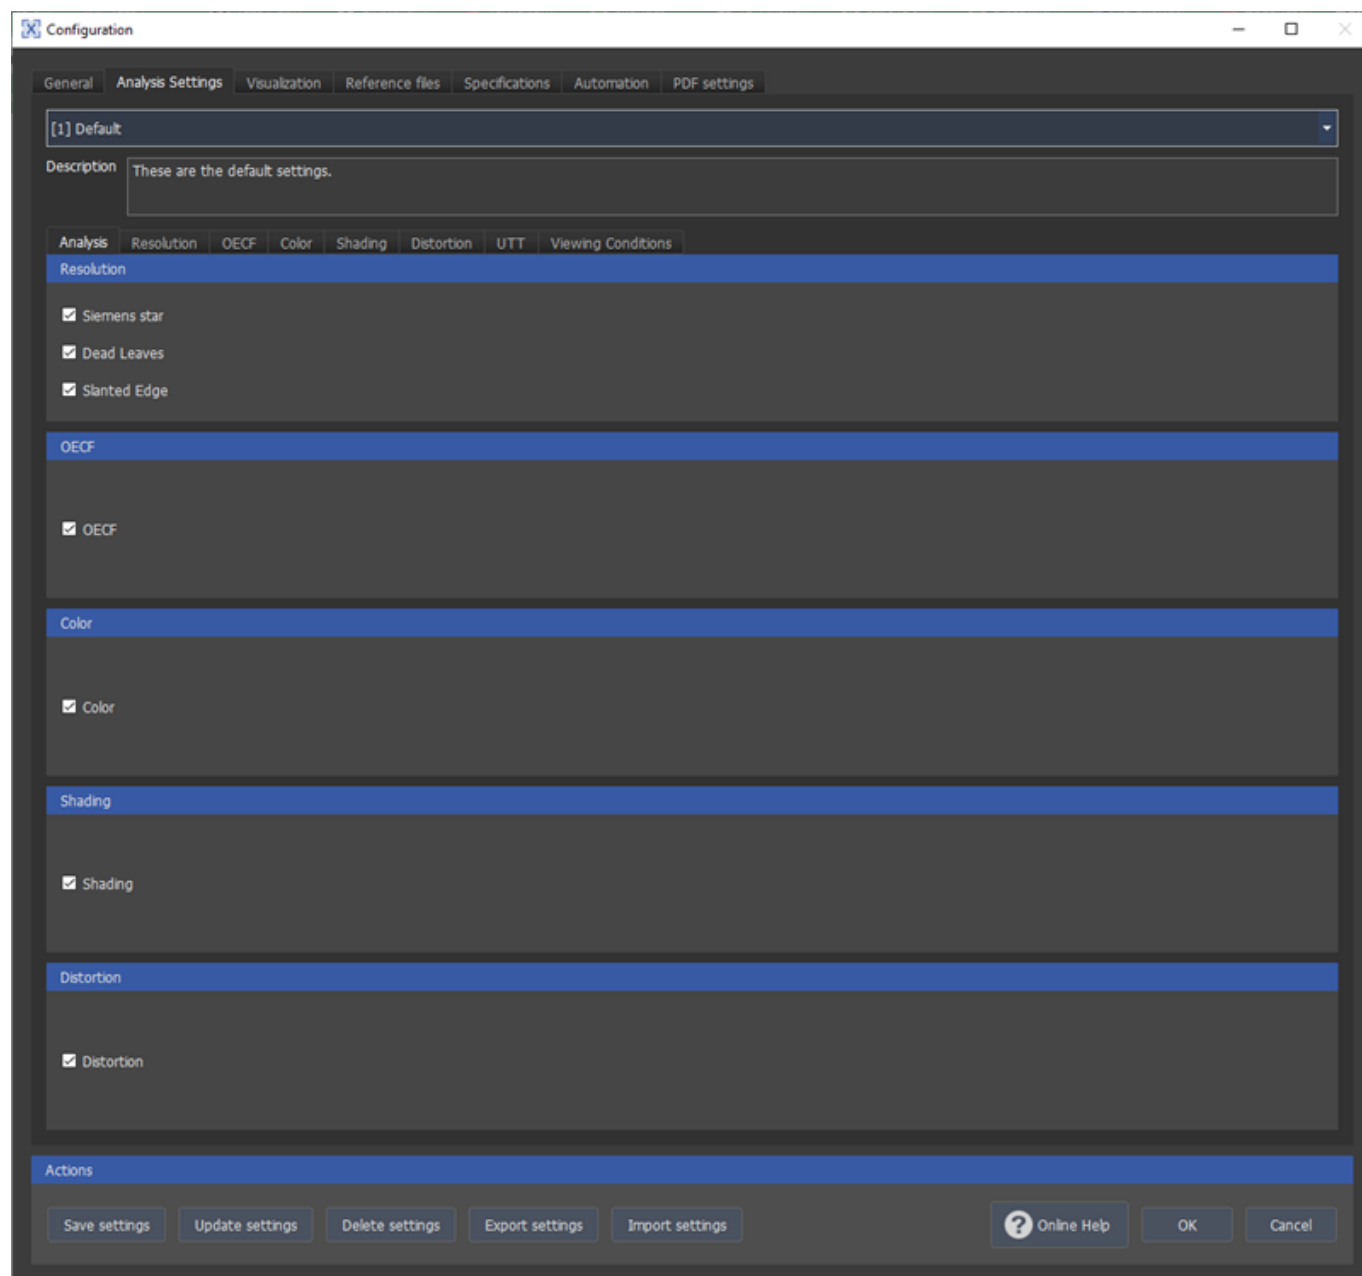 Configuration
General Analysis Settings Visualization Reference files Specifications Automation PDF settings
[1] Default
Description These are the default settings.
Analysis Resolution OECF Color Shading Distortion UTT Viewing Conditions
Resolution
Siemens star
Dead Leaves
Slanted Edge
OECF
OECF
Color
Color
Shading
Shading
Distortion
Distortion
Actions
Save settings Update settings Delete settings Export settings Import settings ? Online Help OK Cancel